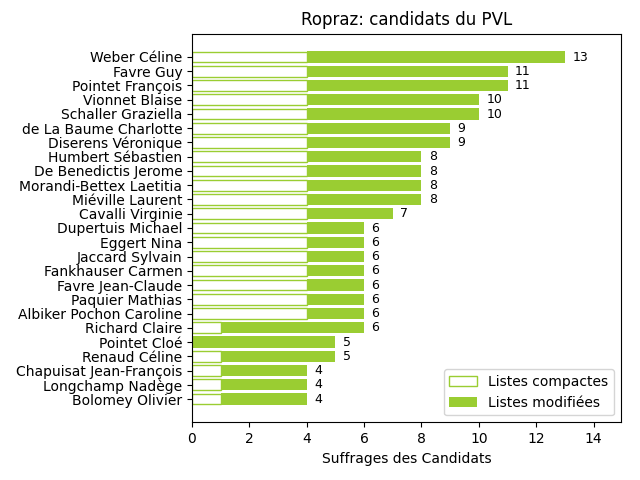 Ropraz: candidats du PVL
Weber Céline 13
Favre Guy 11
Pointet François 11
Vionnet Blaise 10
Schaller Graziella 10
de La Baume Charlotte 9
Diserens Véronique 9
Humbert Sébastien 8
De Benedictis Jerome 8
Morandi-Bettex Laetitia 8
Miéville Laurent 8
Cavalli Virginie 7
Dupertuis Michael 6
Eggert Nina 6
Jaccard Sylvain 6
Fankhauser Carmen 6
Favre Jean-Claude 6
Paquier Mathias 6
Albiker Pochon Caroline 6
Richard Claire 6
Pointet Cloé 5
Renaud Céline 5
Chapuisat Jean-François 4
Longchamp Nadège 4
Bolomey Olivier 4
Listes compactes
Listes modifiées
0 2 4 6 8 10 12 14
Suffrages des Candidats